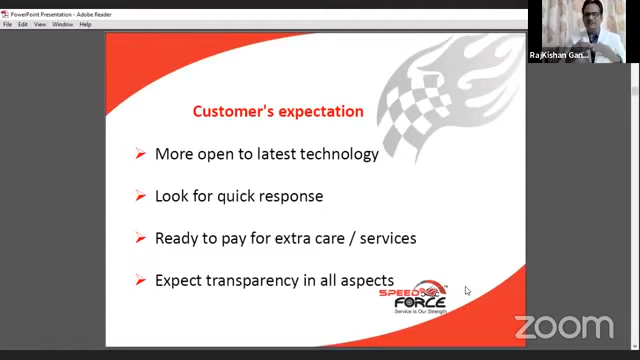 PowerPoint Presentation - Adobe Reader
File Edit View Window Help
RajKishan Gan...
Customer's expectation
More open to latest technology
Look for quick response
Ready to pay for extra care / services
Expect transparency in all aspects
SPEED
FORCE
Service is Our Strength
zoom